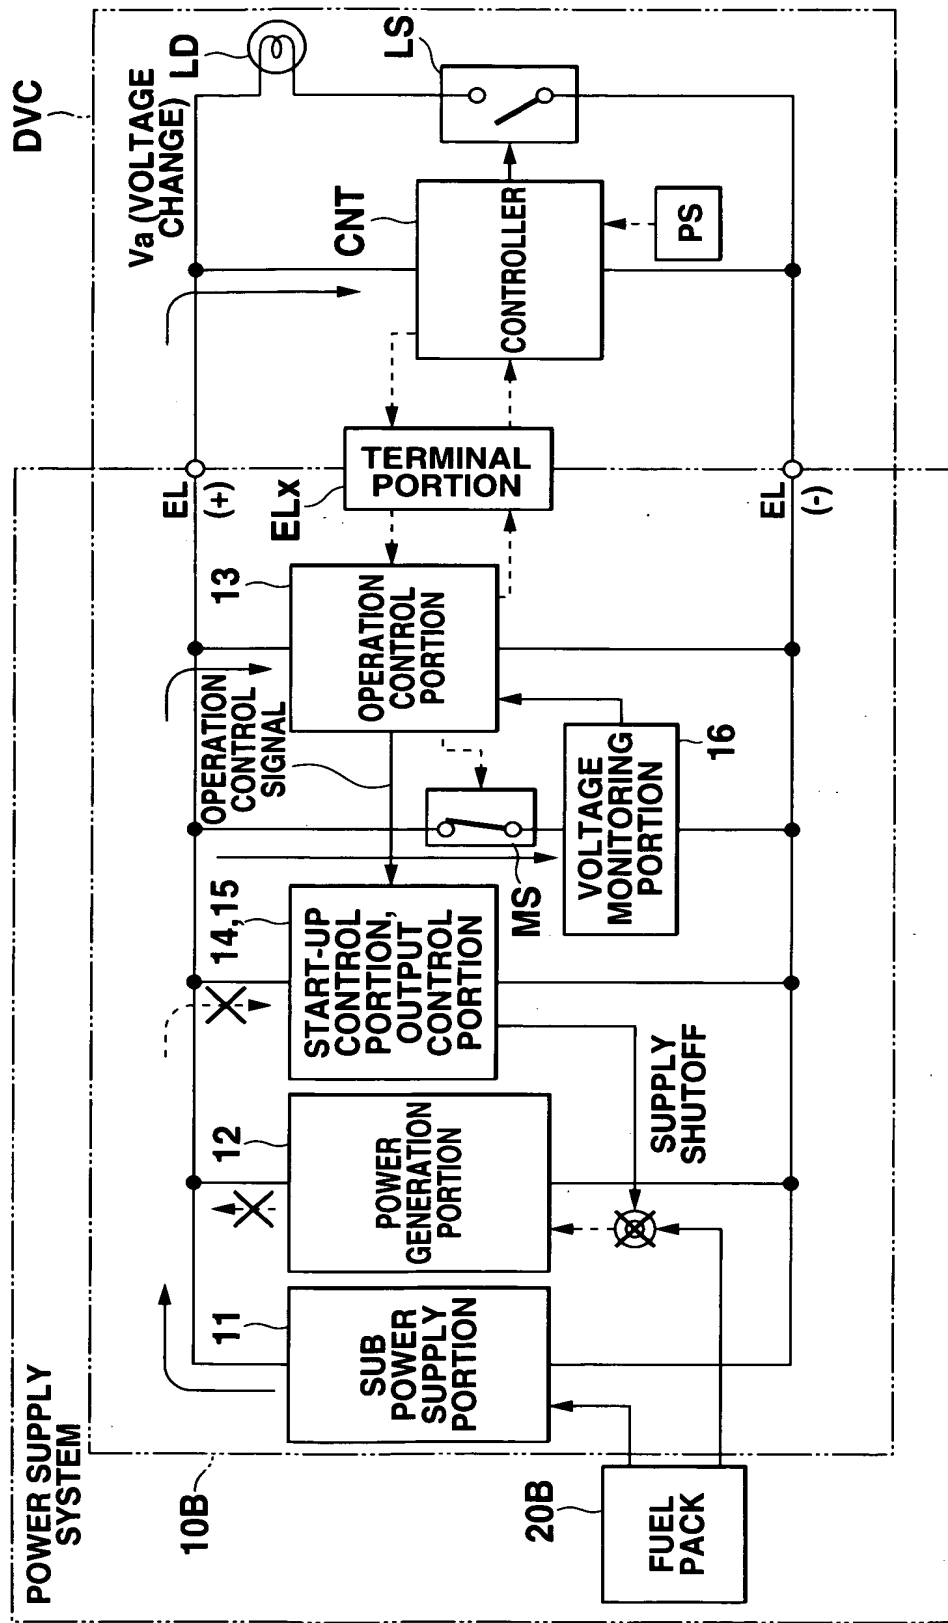 POWER SUPPLY
SYSTEM
DVC
10B
20B
FUEL
PACK
11
SUB
POWER
SUPPLY
PORTION
12
POWER
GENERATION
PORTION
SUPPLY
SHUTOFF
14,15
START-UP
CONTROL
PORTION,
OUTPUT
CONTROL
PORTION
OPERATION
CONTROL
SIGNAL
MS
VOLTAGE
MONITORING
PORTION
16
13
OPERATION
CONTROL
PORTION
EL
(+)
ELx
TERMINAL
PORTION
EL
(-)
Va (VOLTAGE
CHANGE)
CNT
CONTROLLER
PS
LD
LS